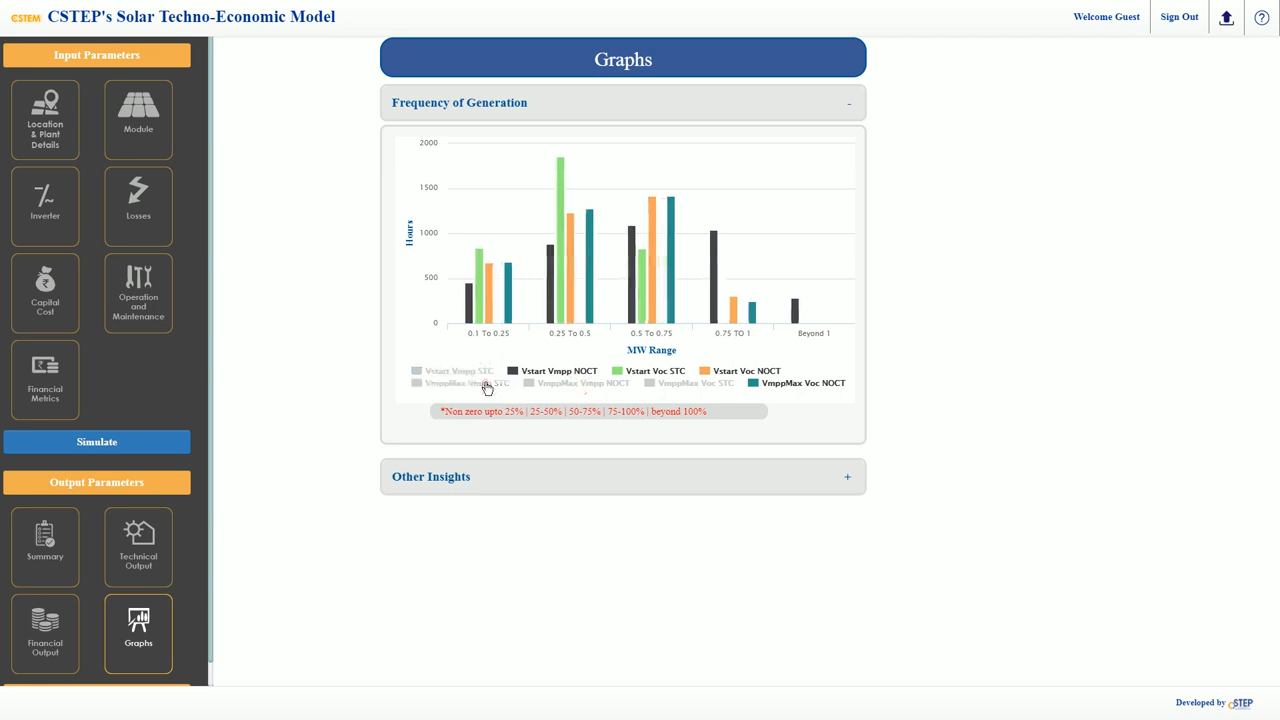 CSTEM CSTEP's Solar Techno-Economic Model
Welcome Guest
Sign Out
?
Input Parameters
Location
& Plant
Details
Module
Inverter
Losses
Capital
Cost
Operation
and
Maintenance
Financial
Metrics
Simulate
Output Parameters
Summary
Technical
Output
Financial
Output
Graphs
Graphs
Frequency of Generation -
2000
1500
1000
500
0
Hours
0.1 To 0.25 0.25 To 0.5 0.5 To 0.75 0.75 TO 1 Beyond 1
MW Range
Vstart Vmpp STC Vstart Vmpp NOCT Vstart Voc STC Vstart Voc NOCT
VmppMax Vmpp STC VmppMax Vmpp NOCT VmppMax Voc STC VmppMax Voc NOCT
*Non zero upto 25% | 25-50% | 50-75% | 75-100% | beyond 100%
Other Insights +
Developed by CSTEP